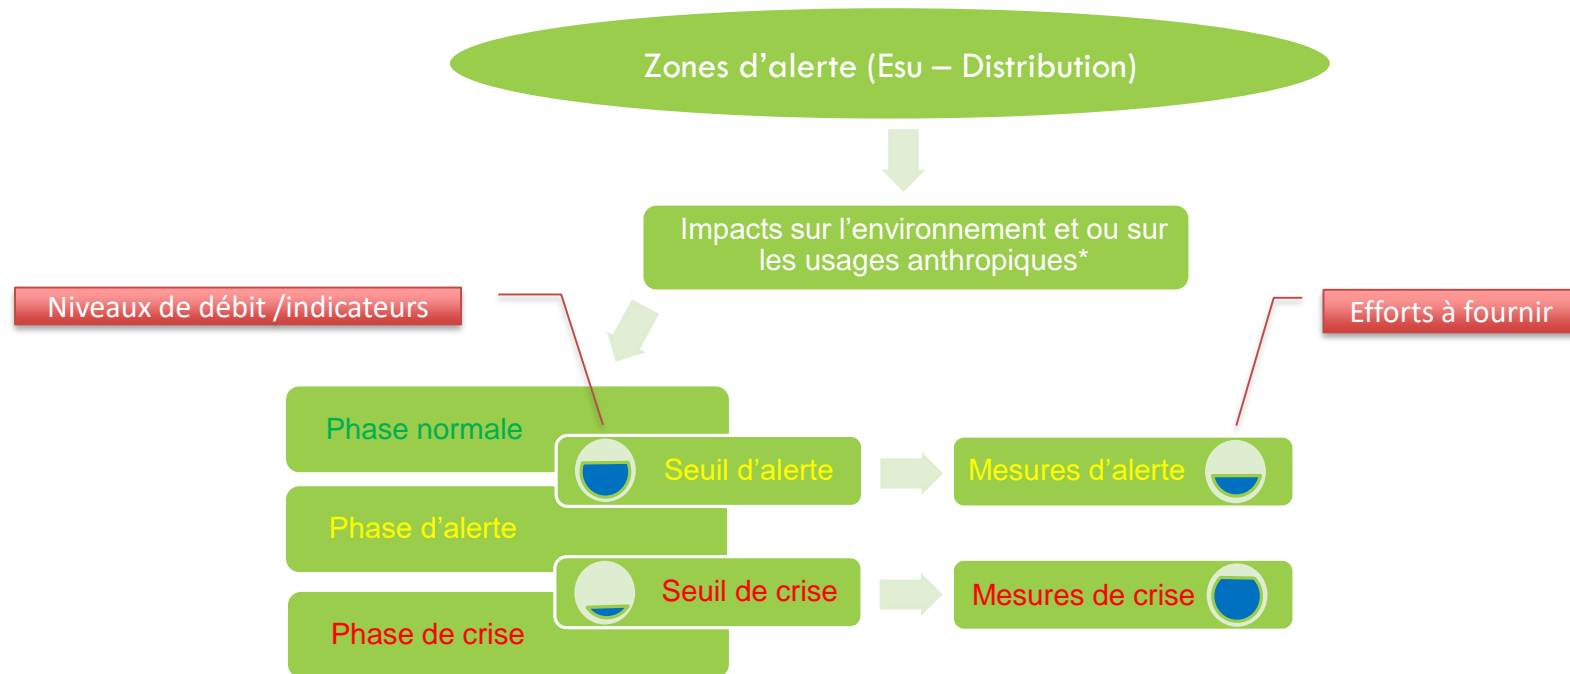 Zones d’alerte (Esu – Distribution)
Impacts sur l’environnement et ou sur
les usages anthropiques*
Niveaux de débit /indicateurs
Efforts à fournir
Phase normale
Seuil d’alerte
Mesures d’alerte
Phase d’alerte
Seuil de crise
Mesures de crise
Phase de crise